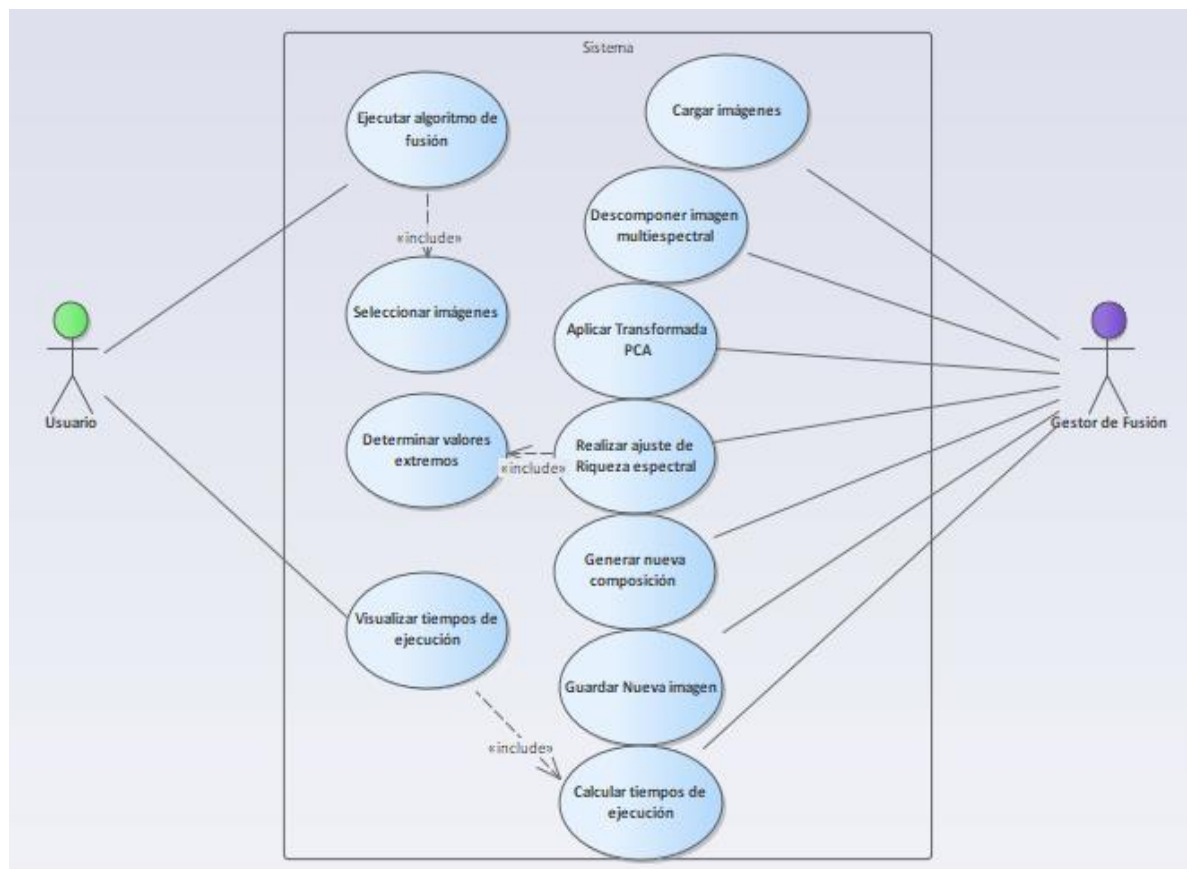 Sistema
Ejecutar algoritmo de
fusión
Cargar imágenes
Descomponer imagen
multiespectral
«include»
Seleccionar imágenes
Aplicar Transformada
PCA
Usuario
Gestor de Fusión
Determinar valores
extremos
«include»
Realizar ajuste de
Riqueza espectral
Generar nueva
composición
Visualizar tiempos de
ejecución
Guardar Nueva imagen
«include»
Calcular tiempos de
ejecución